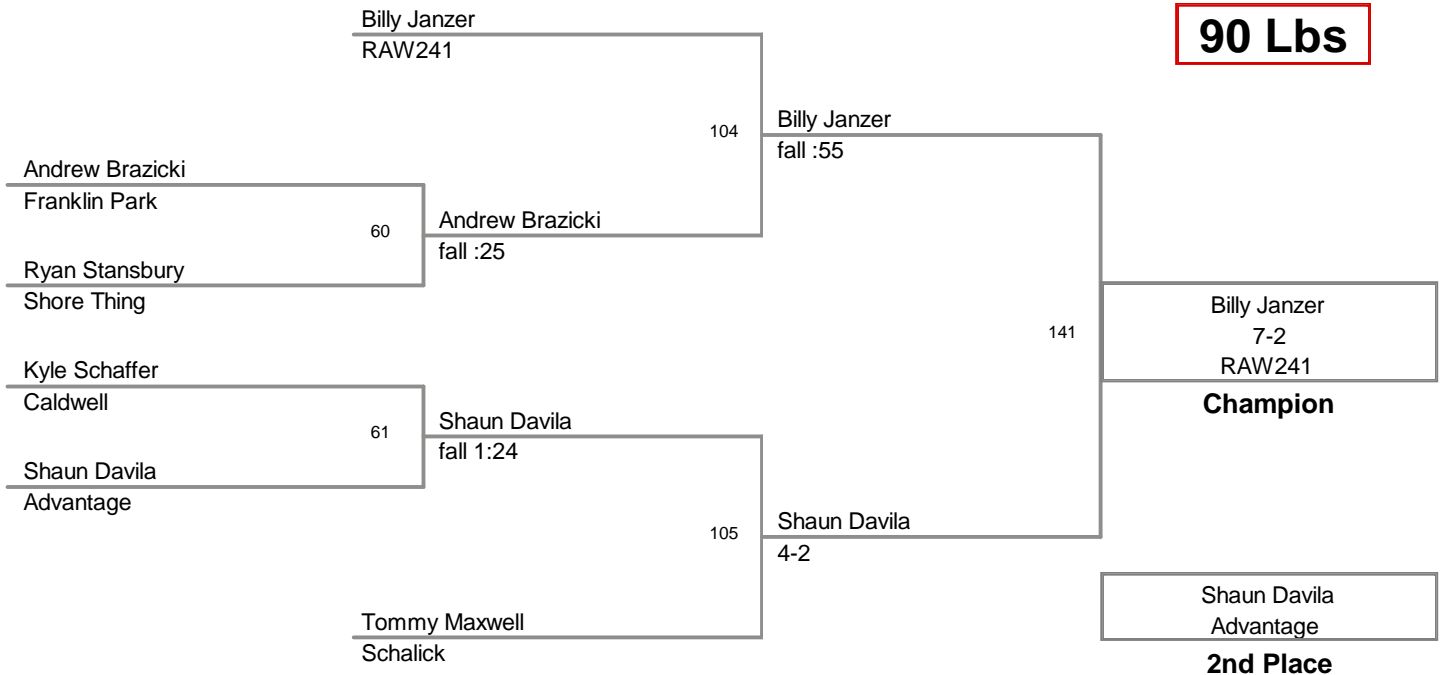 Billy Janzer
RAW241
90 Lbs
104
Billy Janzer
fall :55
Andrew Brazicki
Franklin Park
60
Andrew Brazicki
fall :25
Ryan Stansbury
Shore Thing
141
Billy Janzer
7-2
RAW241
Champion
Kyle Schaffer
Caldwell
61
Shaun Davila
fall 1:24
Shaun Davila
Advantage
105
Shaun Davila
4-2
Tommy Maxwell
Schalick
Shaun Davila
Advantage
2nd Place